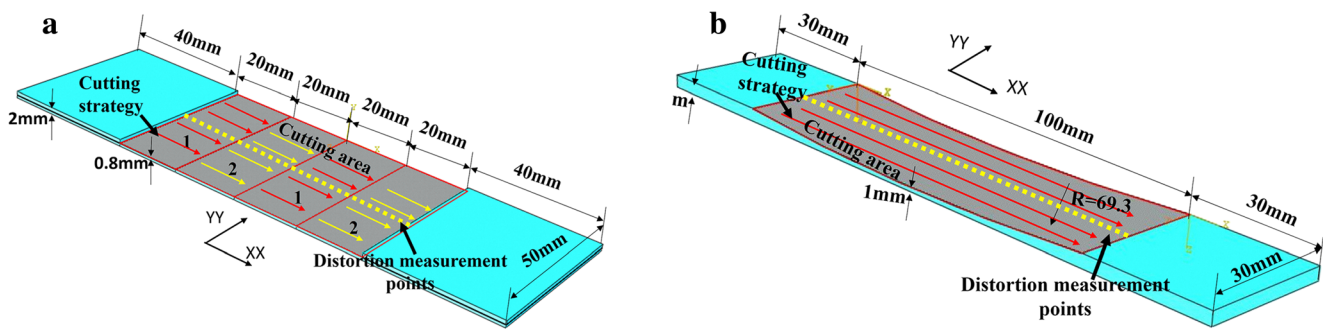 a
40mm
20mm
20mm
20mm
20mm
40mm
Cutting
strategy
Cutting area
2mm
0.8mm
1
2
1
2
YY
XX
50mm
Distortion measurement
points
b
30mm
YY
XX
Cutting
strategy
100mm
m
Cutting area
1mm
R=69.3
30mm
30mm
Distortion measurement
points